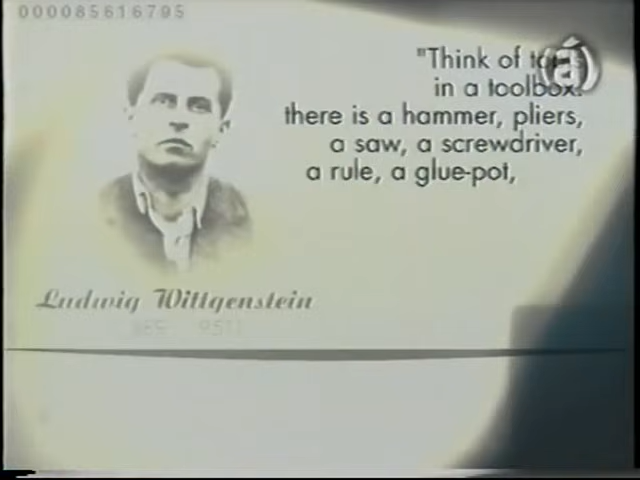 000085616795
"Think of
in a toolbox:
there is a hammer, pliers,
a saw, a screwdriver,
a rule, a glue-pot,
Ludwig Wittgenstein